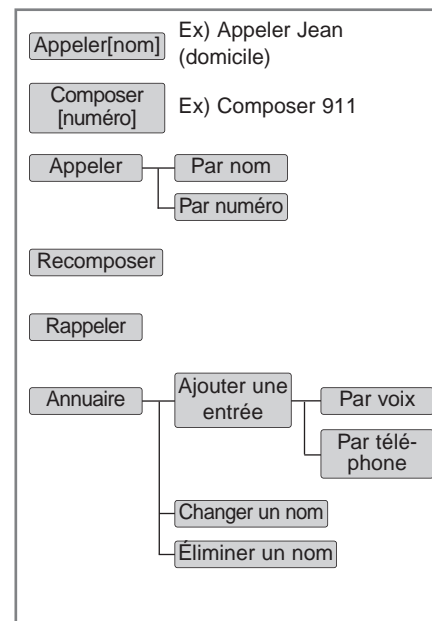 Appeler[nom]
Ex) Appeler Jean
(domicile)
Composer
[numéro]
Ex) Composer 911
Appeler
Par nom
Par numéro
Recomposer
Rappeler
Annuaire
Ajouter une
entrée
Par voix
Par télé-
phone
Changer un nom
Éliminer un nom